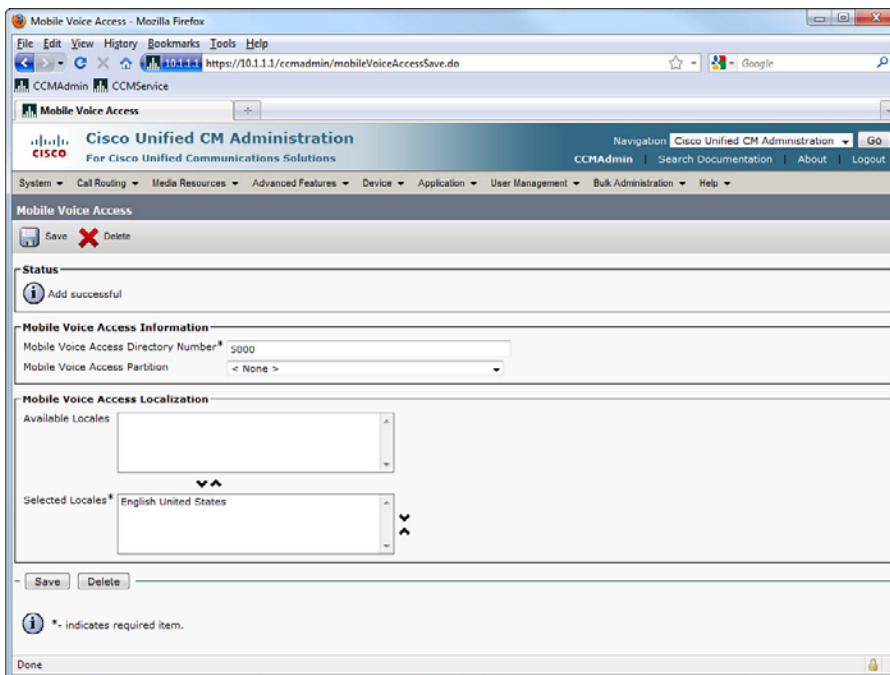 Mobile Voice Access - Mozilla Firefox
File Edit View History Bookmarks Tools Help
10.1.1.1 https://10.1.1.1/ccmadmin/mobileVoiceAccessSave.do Google
CCMAdmin CCMService
Mobile Voice Access
CISCO
Cisco Unified CM Administration
For Cisco Unified Communications Solutions
Navigation Cisco Unified CM Administration Go
CCMAdmin | Search Documentation | About | Logout
System Call Routing Media Resources Advanced Features Device Application User Management Bulk Administration Help
Mobile Voice Access
Save Delete
Status
Add successful
Mobile Voice Access Information
Mobile Voice Access Directory Number* 5000
Mobile Voice Access Partition < None >
Mobile Voice Access Localization
Available Locales
Selected Locales* English United States
Save Delete
*- indicates required item.
Done